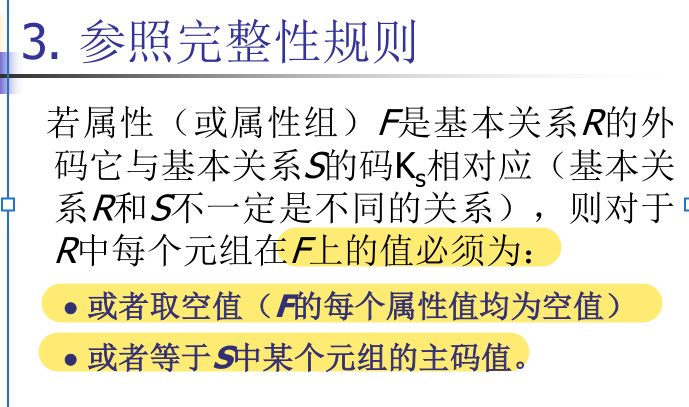 3. 参照完整性规则
若属性（或属性组）F是基本关系R的外
码它与基本关系S的码Ks相对应（基本关
系R和S不一定是不同的关系），则对于
R中每个元组在F上的值必须为：
• 或者取空值（F的每个属性值均为空值）
• 或者等于S中某个元组的主码值。